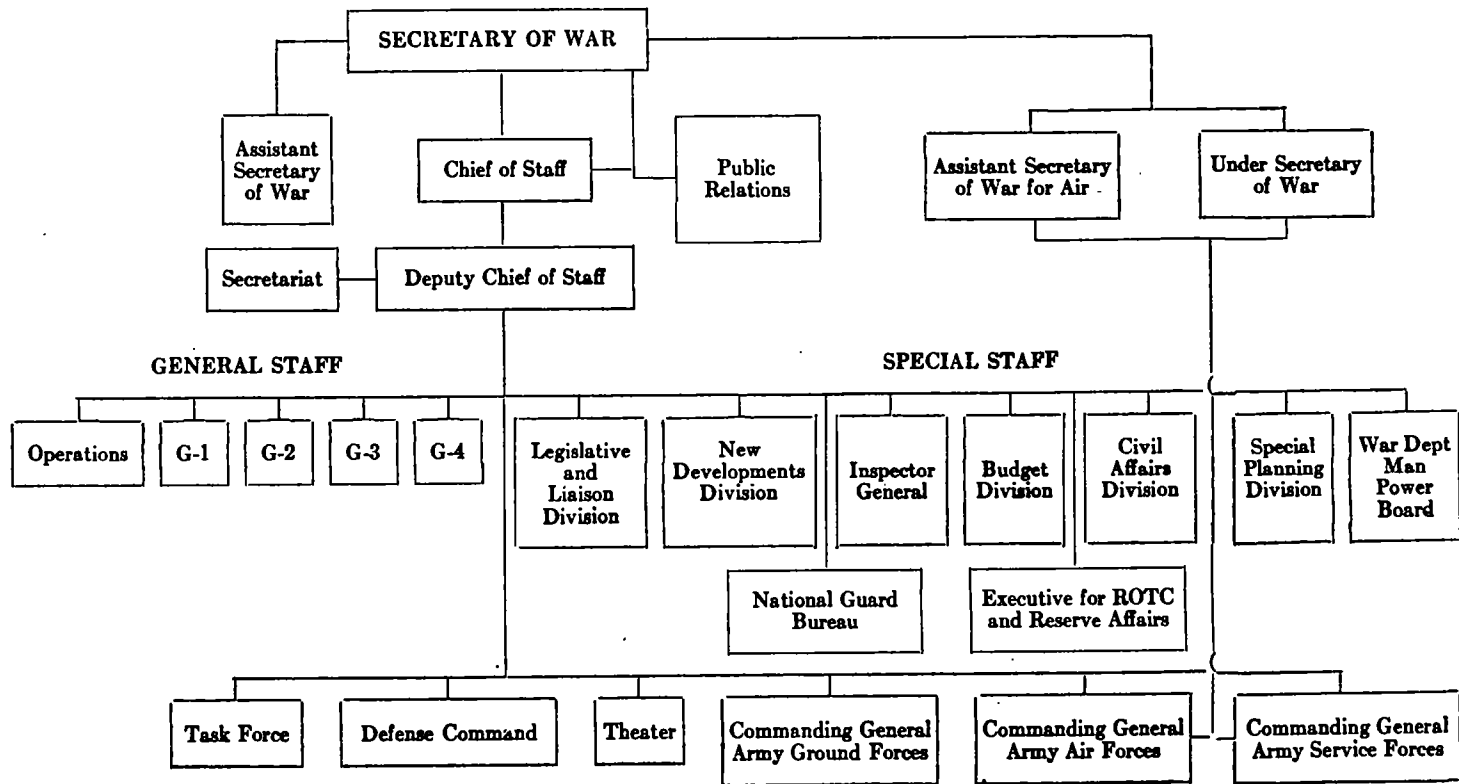 SECRETARY OF WAR
Assistant
Secretary
of War
Chief of Staff
Public
Relations
Assistant Secretary
of War for Air
Under Secretary
of War
Secretariat
Deputy Chief of Staff
GENERAL STAFF
SPECIAL STAFF
Operations
G-1
G-2
G-3
G-4
Legislative
and
Liaison
Division
New
Developments
Division
Inspector
General
Budget
Division
Civil
Affairs
Division
Special
Planning
Division
War Dept
Man
Power
Board
National Guard
Bureau
Executive for ROTC
and Reserve Affairs
Task Force
Defense Command
Theater
Commanding General
Army Ground Forces
Commanding General
Army Air Forces
Commanding General
Army Service Forces